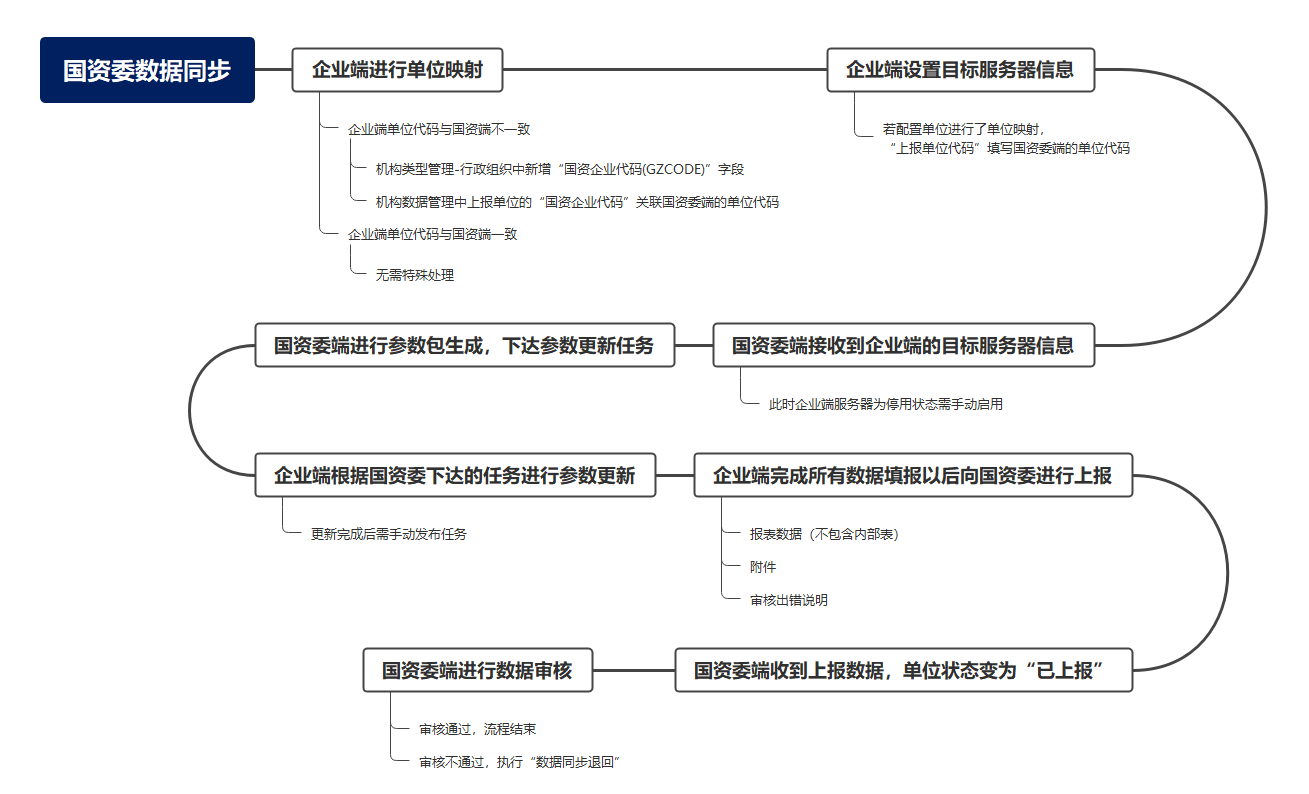 国资委数据同步
企业端进行单位映射
企业端单位代码与国资端不一致
机构类型管理-行政组织中新增“国资企业代码(GZCODE)”字段
机构数据管理中上报单位的“国资企业代码”关联国资委端的单位代码
企业端单位代码与国资端一致
无需特殊处理
企业端设置目标服务器信息
若配置单位进行了单位映射，
“上报单位代码”填写国资委端的单位代码
国资委端接收到企业端的目标服务器信息
此时企业端服务器为停用状态需手动启用
国资委端进行参数包生成，下达参数更新任务
企业端根据国资委下达的任务进行参数更新
更新完成后需手动发布任务
企业端完成所有数据填报以后向国资委进行上报
报表数据（不包含内部表）
附件
审核出错说明
国资委端收到上报数据，单位状态变为“已上报”
国资委端进行数据审核
审核通过，流程结束
审核不通过，执行“数据同步退回”